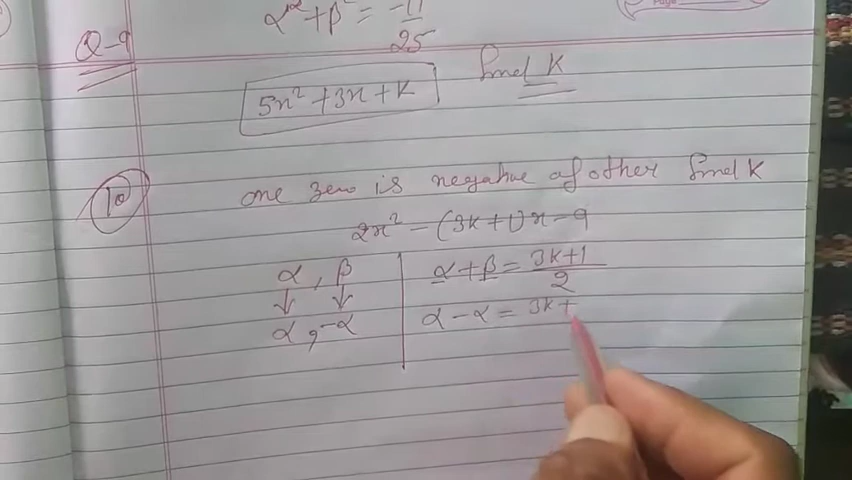 α² + β² = -11/25
Q-9
5x² + 3x + k find k
10 one zero is negative of other find k
2x² - (3k+1)x - 9
α , β α + β = 3k+1/2
↓ ↓
α , -α α - α = 3k+